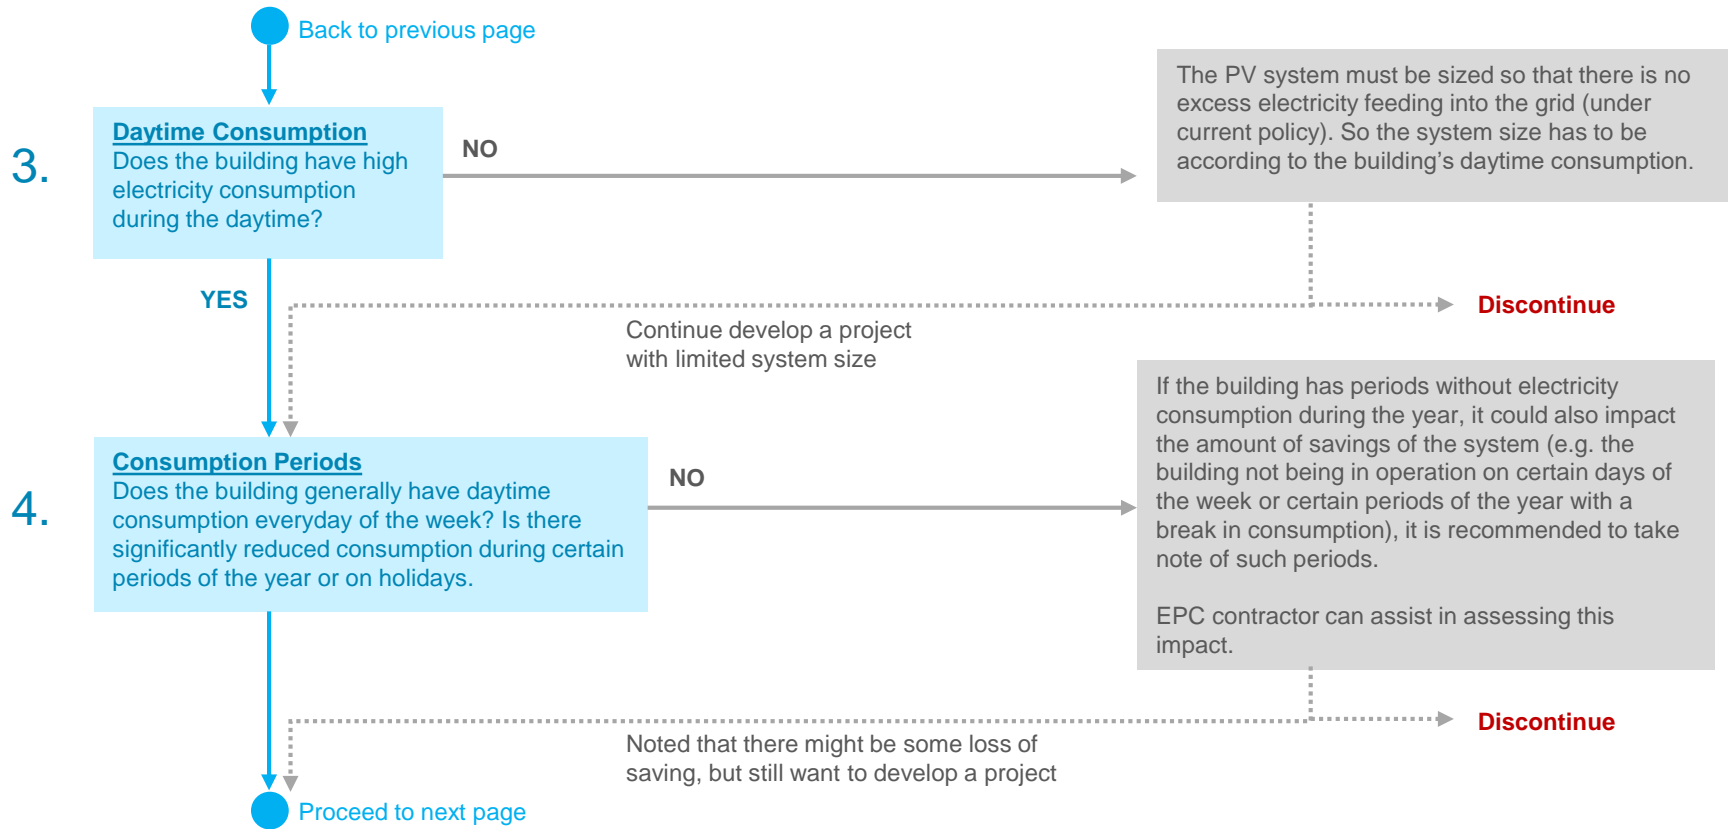 Back to previous page
3.
Daytime Consumption
Does the building have high
electricity consumption
during the daytime?
NO
The PV system must be sized so that there is no
excess electricity feeding into the grid (under
current policy). So the system size has to be
according to the building's daytime consumption.
YES
Continue develop a project
with limited system size
Discontinue
4.
Consumption Periods
Does the building generally have daytime
consumption everyday of the week? Is there
significantly reduced consumption during certain
periods of the year or on holidays.
NO
If the building has periods without electricity
consumption during the year, it could also impact
the amount of savings of the system (e.g. the
building not being in operation on certain days of
the week or certain periods of the year with a
break in consumption), it is recommended to take
note of such periods.
EPC contractor can assist in assessing this
impact.
Noted that there might be some loss of
saving, but still want to develop a project
Discontinue
Proceed to next page